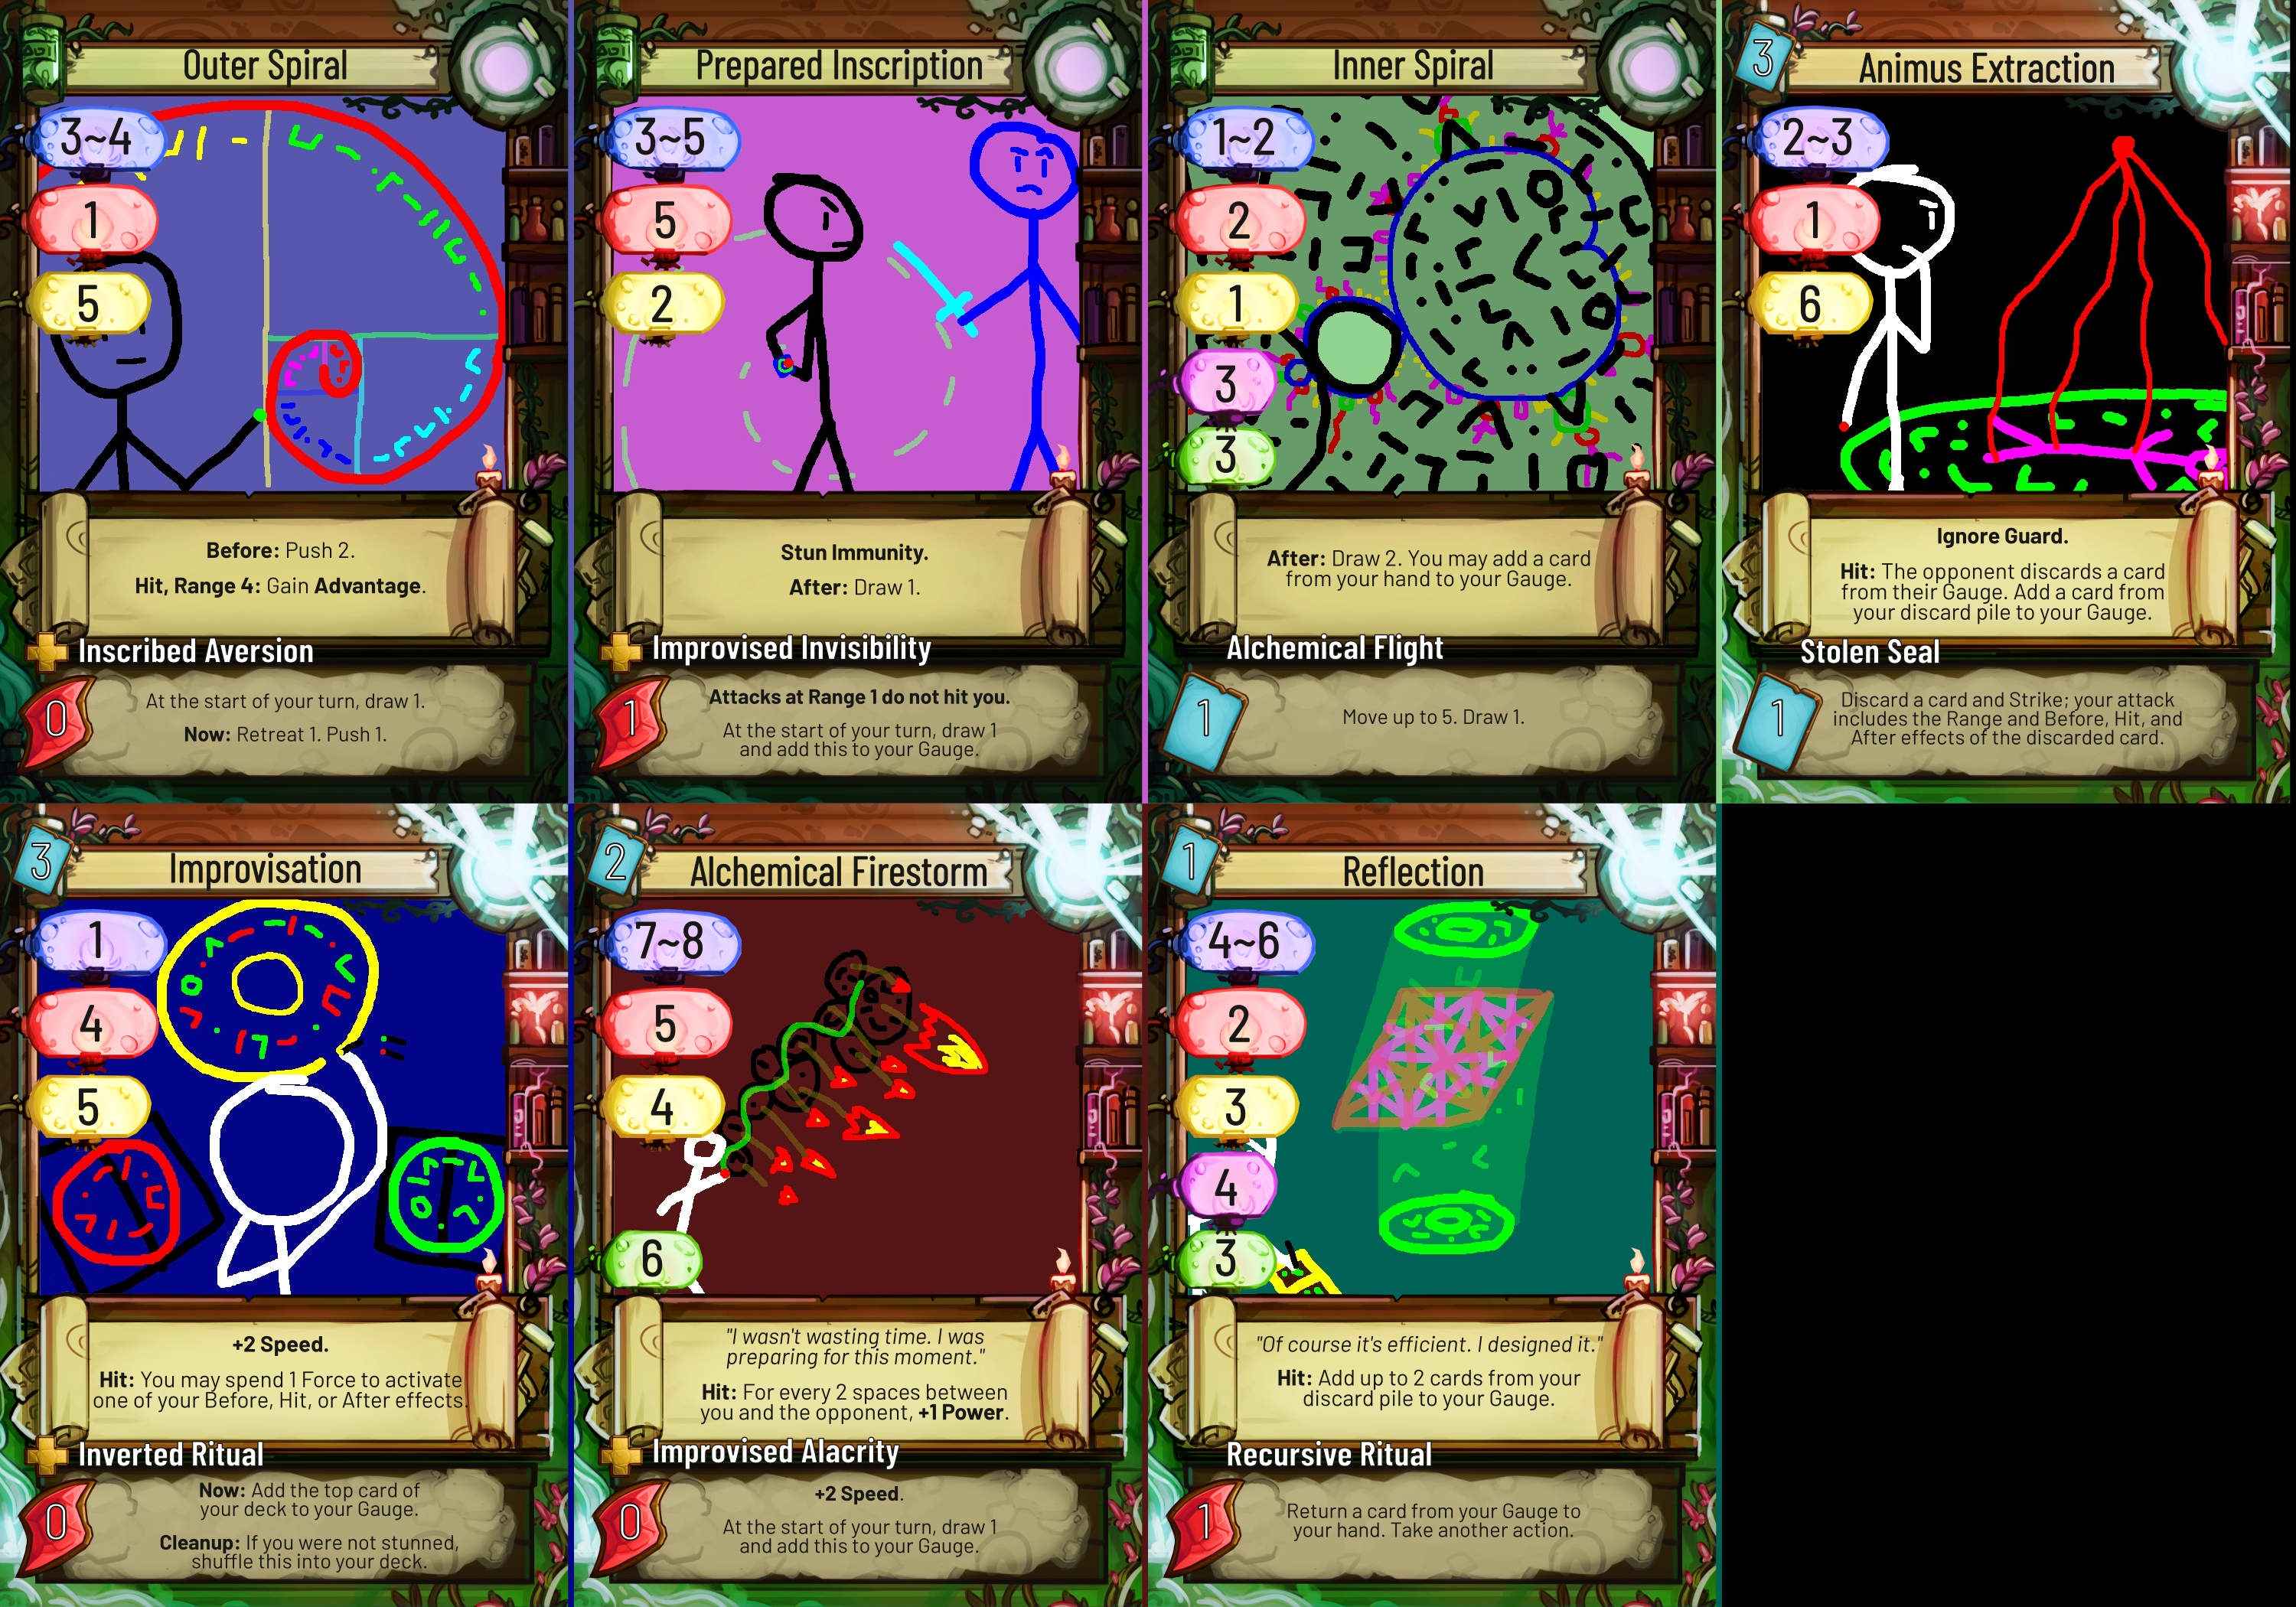 Outer Spiral
3~4
1
5
Before: Push 2.
Hit, Range 4: Gain Advantage.
Inscribed Aversion
0
At the start of your turn, draw 1.
Now: Retreat 1. Push 1.
Prepared Inscription
3~5
5
2
Stun Immunity.
After: Draw 1.
Improvised Invisibility
1
Attacks at Range 1 do not hit you.
At the start of your turn, draw 1
and add this to your Gauge.
Inner Spiral
1~2
2
1
3
3
After: Draw 2. You may add a card
from your hand to your Gauge.
Alchemical Flight
1
Move up to 5. Draw 1.
3
Animus Extraction
2~3
1
6
Ignore Guard.
Hit: The opponent discards a card
from their Gauge. Add a card from
your discard pile to your Gauge.
Stolen Seal
1
Discard a card and Strike; your attack
includes the Range and Before, Hit, and
After effects of the discarded card.
3
Improvisation
1
4
5
+2 Speed.
Hit: You may spend 1 Force to activate
one of your Before, Hit, or After effects.
Inverted Ritual
0
Now: Add the top card of
your deck to your Gauge.
Cleanup: If you were not stunned,
shuffle this into your deck.
2
Alchemical Firestorm
7~8
5
4
6
"I wasn't wasting time. I was
preparing for this moment."
Hit: For every 2 spaces between
you and the opponent, +1 Power.
Improvised Alacrity
0
+2 Speed.
At the start of your turn, draw 1
and add this to your Gauge.
1
Reflection
4~6
2
3
4
3
"Of course it's efficient. I designed it."
Hit: Add up to 2 cards from your
discard pile to your Gauge.
Recursive Ritual
1
Return a card from your Gauge to
your hand. Take another action.